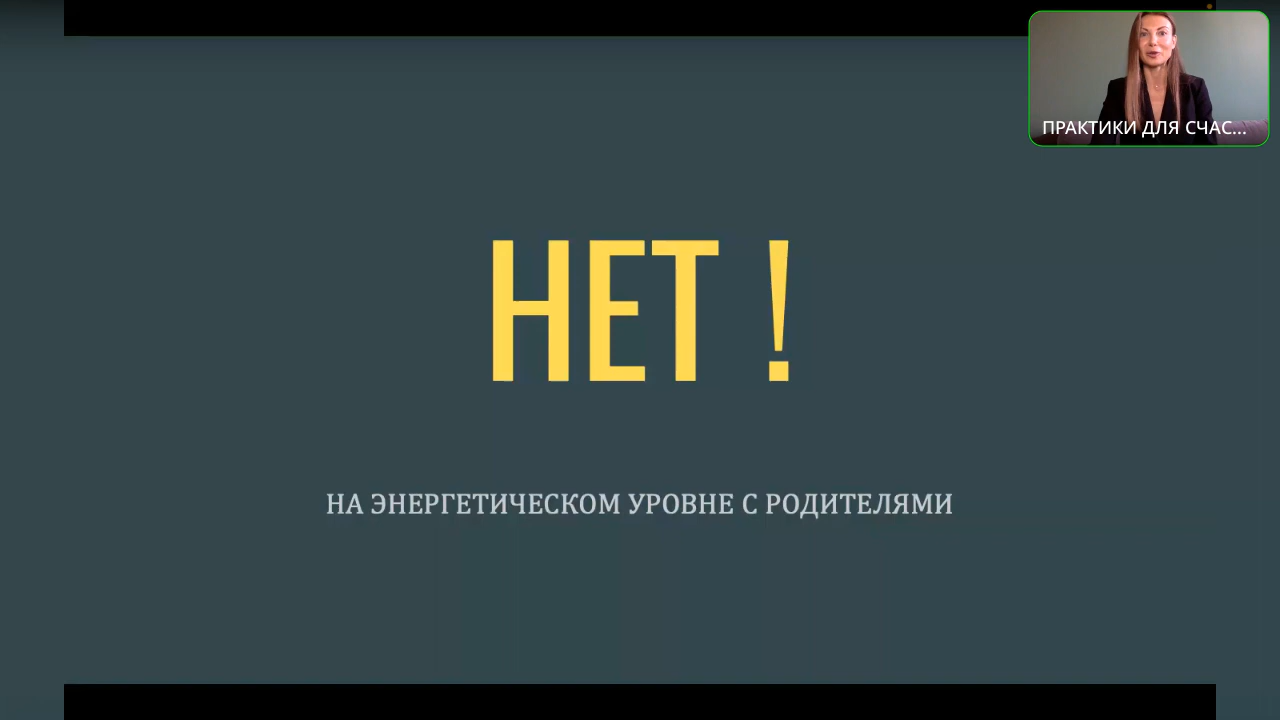 ПРАКТИКИ ДЛЯ СЧАС...
НЕТ !
НА ЭНЕРГЕТИЧЕСКОМ УРОВНЕ С РОДИТЕЛЯМИ